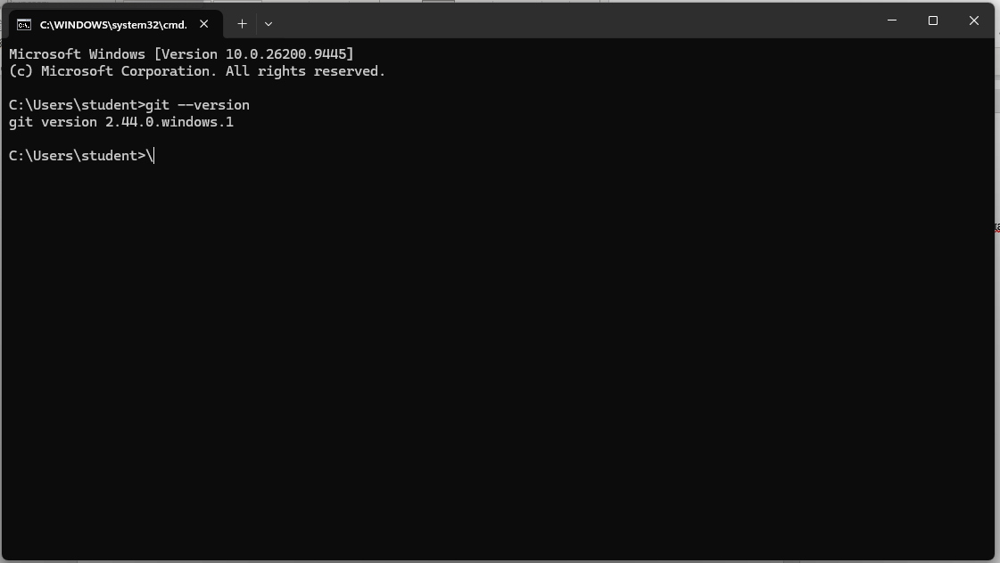 C:\WINDOWS\system32\cmd.
Microsoft Windows [Version 10.0.26200.9445]
(c) Microsoft Corporation. All rights reserved.
C:\Users\student>git --version
git version 2.44.0.windows.1
C:\Users\student>\